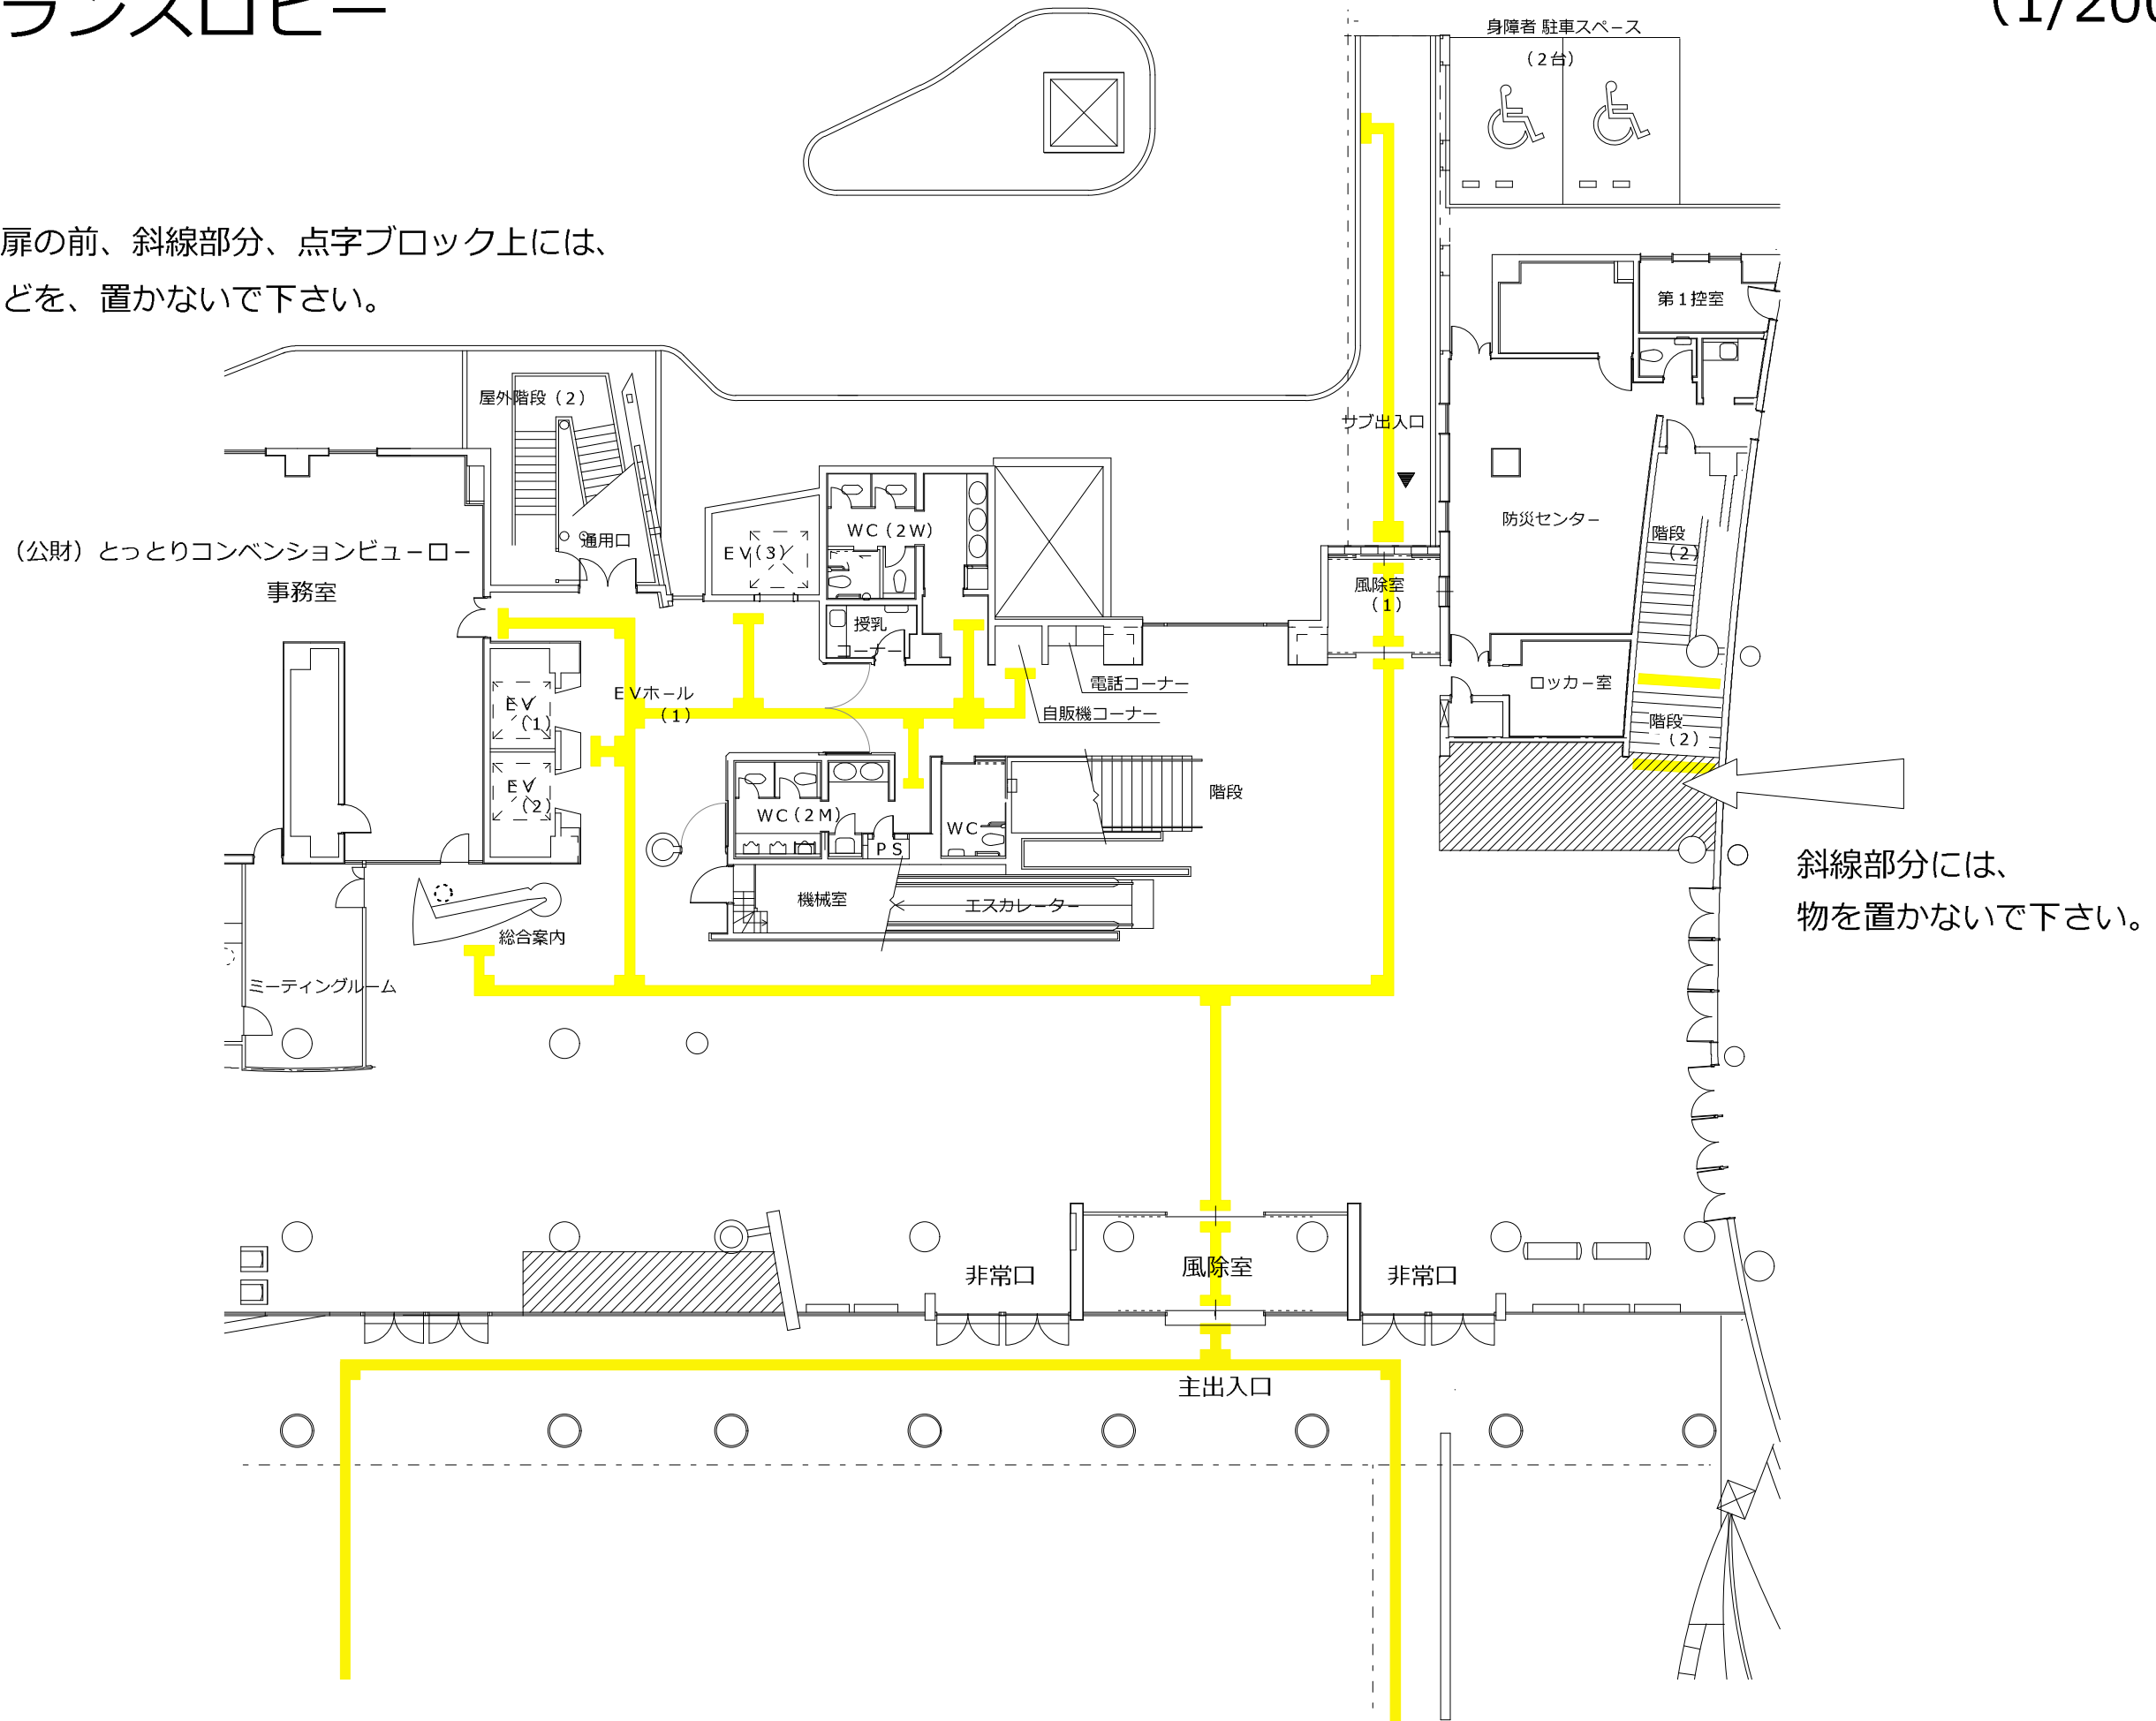 ランスロビー
(1/200
身障者 駐車スペース
(2台)
扉の前、斜線部分、点字ブロック上には、
どを、置かないで下さい。
第1控室
屋外階段(2)
サブ出入口
通用口
EV(3)
WC(2W)
防災センター
階段
(2)
(公財)とっとりコンベンションビューロー
事務室
風除室
(1)
授乳
EV
(1)
EVホール
(1)
電話コーナー
自販機コーナー
ロッカー室
階段
(2)
EV
(2)
WC(2M)
WC
PS
階段
機械室
エスカレーター
斜線部分には、
物を置かないで下さい。
総合案内
ミーティングルーム
非常口
風除室
非常口
主出入口